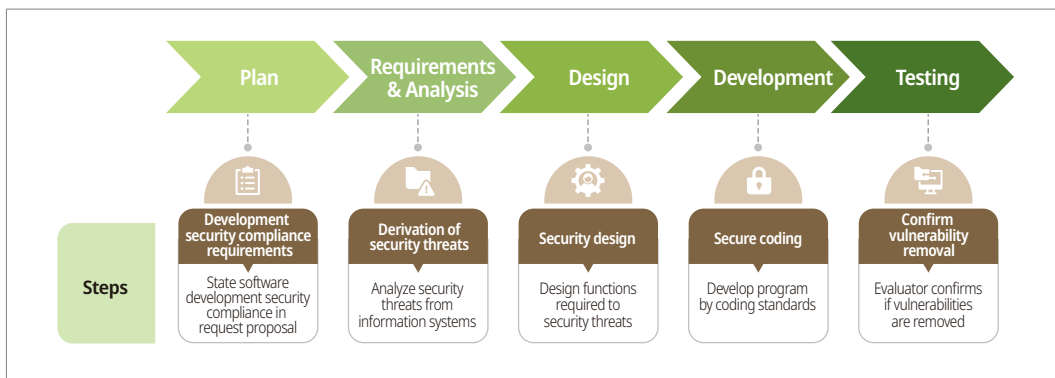 Plan
Requirements
& Analysis
Design
Development
Testing
Steps
Development
security compliance
requirements
State software
development security
compliance in
request proposal
Derivation of
security threats
Analyze security
threats from
information systems
Security design
Design functions
required to
security threats
Secure coding
Develop program
by coding standards
Confirm
vulnerability
removal
Evaluator confirms
if vulnerabilities
are removed